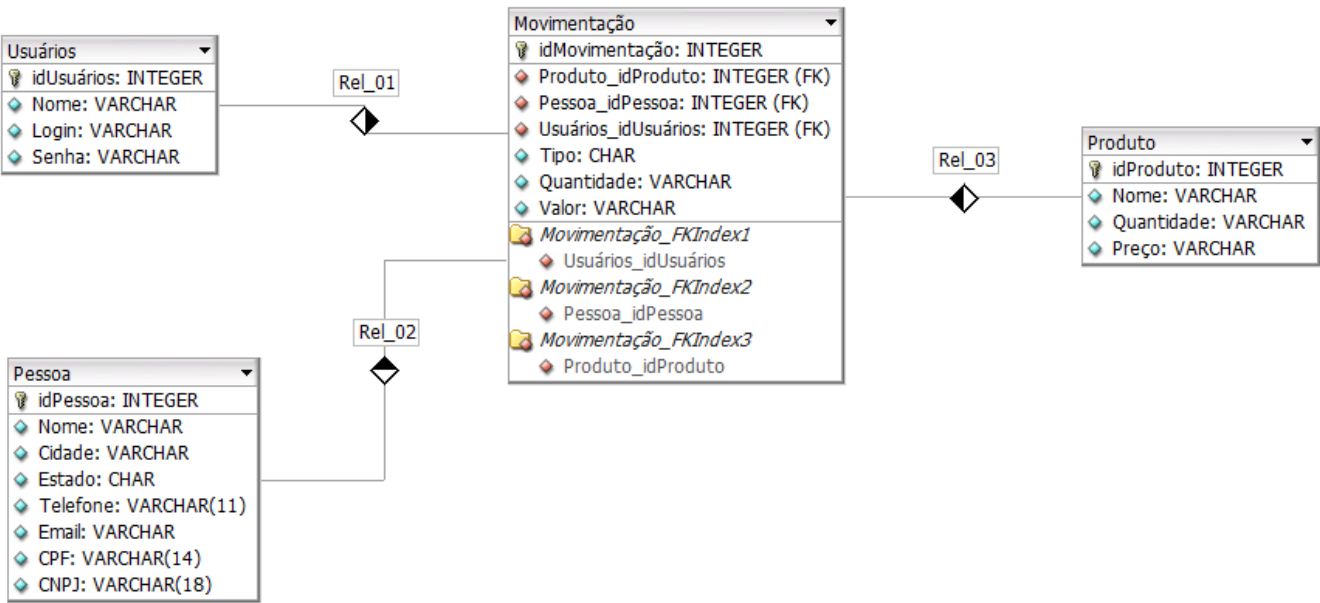 Usuários
idUsuários: INTEGER
Nome: VARCHAR
Login: VARCHAR
Senha: VARCHAR
Rel_01
Movimentação
idMovimentação: INTEGER
Produto_idProduto: INTEGER (FK)
Pessoa_idPessoa: INTEGER (FK)
Usuários_idUsuários: INTEGER (FK)
Tipo: CHAR
Quantidade: VARCHAR
Valor: VARCHAR
Movimentação_FKIndex1
Usuários_idUsuários
Movimentação_FKIndex2
Pessoa_idPessoa
Movimentação_FKIndex3
Produto_idProduto
Rel_03
Produto
idProduto: INTEGER
Nome: VARCHAR
Quantidade: VARCHAR
Preço: VARCHAR
Rel_02
Pessoa
idPessoa: INTEGER
Nome: VARCHAR
Cidade: VARCHAR
Estado: CHAR
Telefone: VARCHAR(11)
Email: VARCHAR
CPF: VARCHAR(14)
CNPJ: VARCHAR(18)